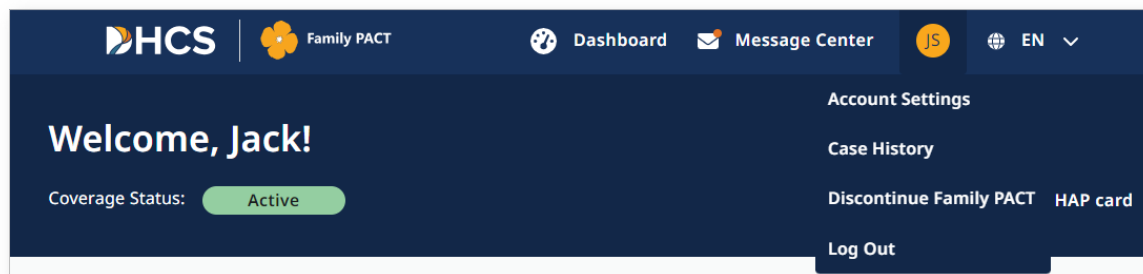 DHCS Family PACT Dashboard Message Center JS EN
Account Settings
Welcome, Jack!
Case History
Coverage Status: Active
Discontinue Family PACT HAP card
Log Out